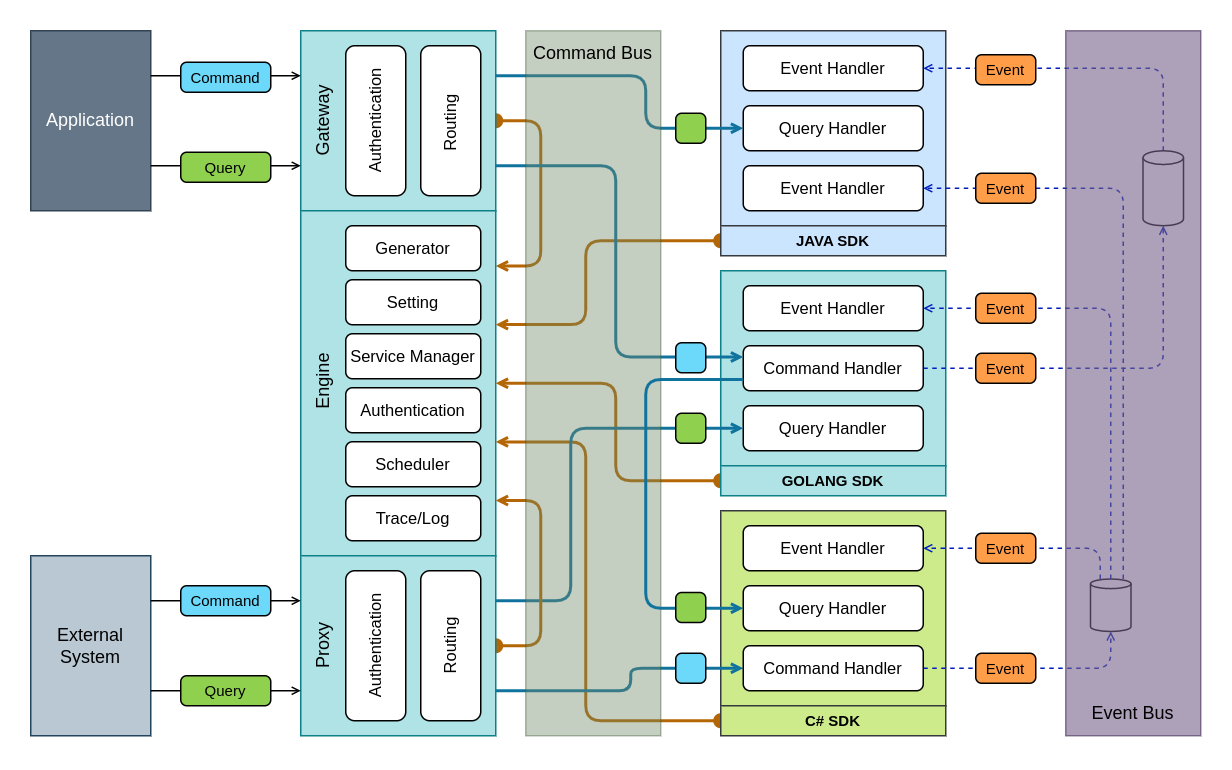 Application
Command
Query
Gateway
Authentication
Routing
Engine
Generator
Setting
Service Manager
Authentication
Scheduler
Trace/Log
External
System
Command
Query
Proxy
Authentication
Routing
Command Bus
Event Handler
Query Handler
Event Handler
JAVA SDK
Event Handler
Command Handler
Query Handler
GOLANG SDK
Event Handler
Query Handler
Command Handler
C# SDK
Event
Event
Event
Event
Event
Event
Event Bus